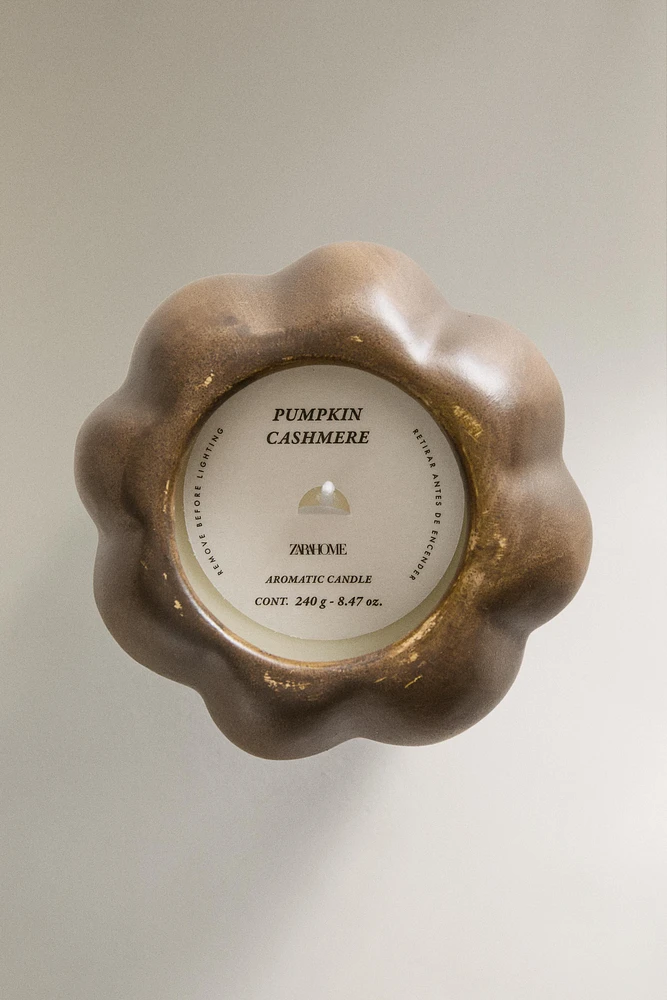 PUMPKIN
CASHMERE
REMOVE BEFORE LIGHTING
RETIRAR ANTES DE ENCENDER
ZARAHOME
AROMATIC CANDLE
CONT. 240 g - 8.47 oz.